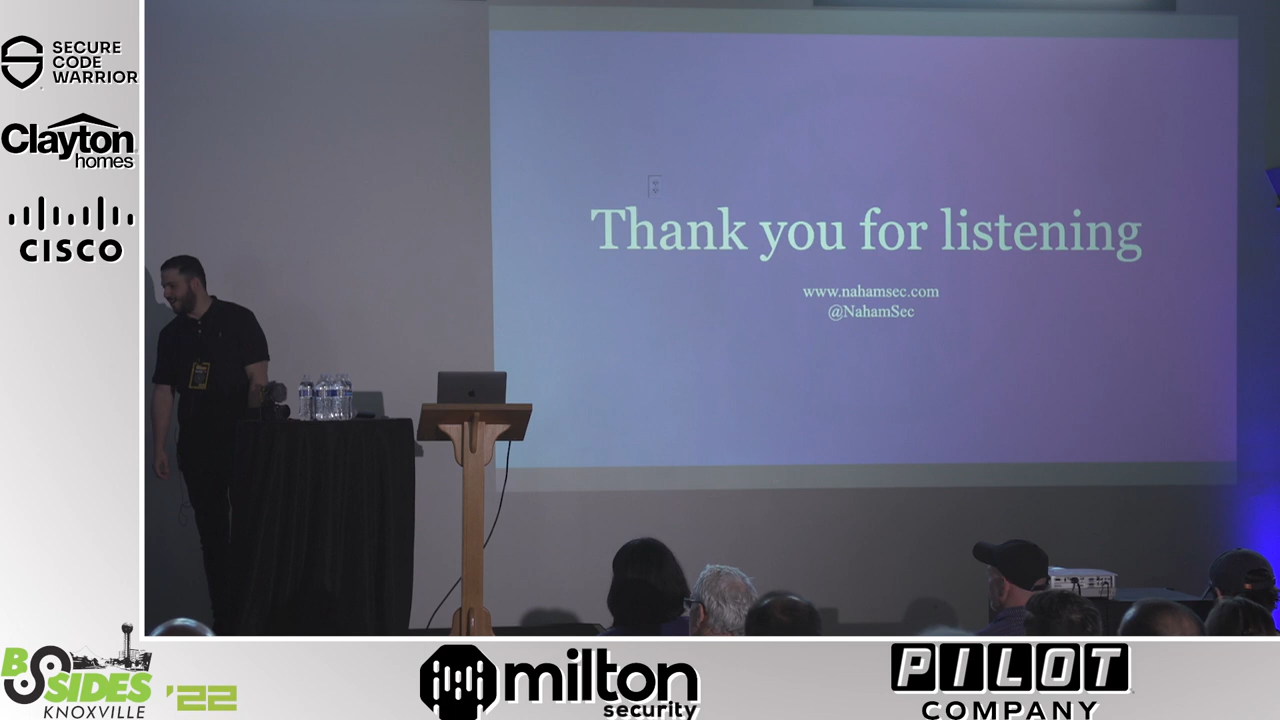 SECURE
CODE
WARRIOR
Clayton
homes
CISCO
Thank you for listening
www.nahamsec.com
@NahamSec
BSIDES
KNOXVILLE
'22
milton
security
PILOT
COMPANY